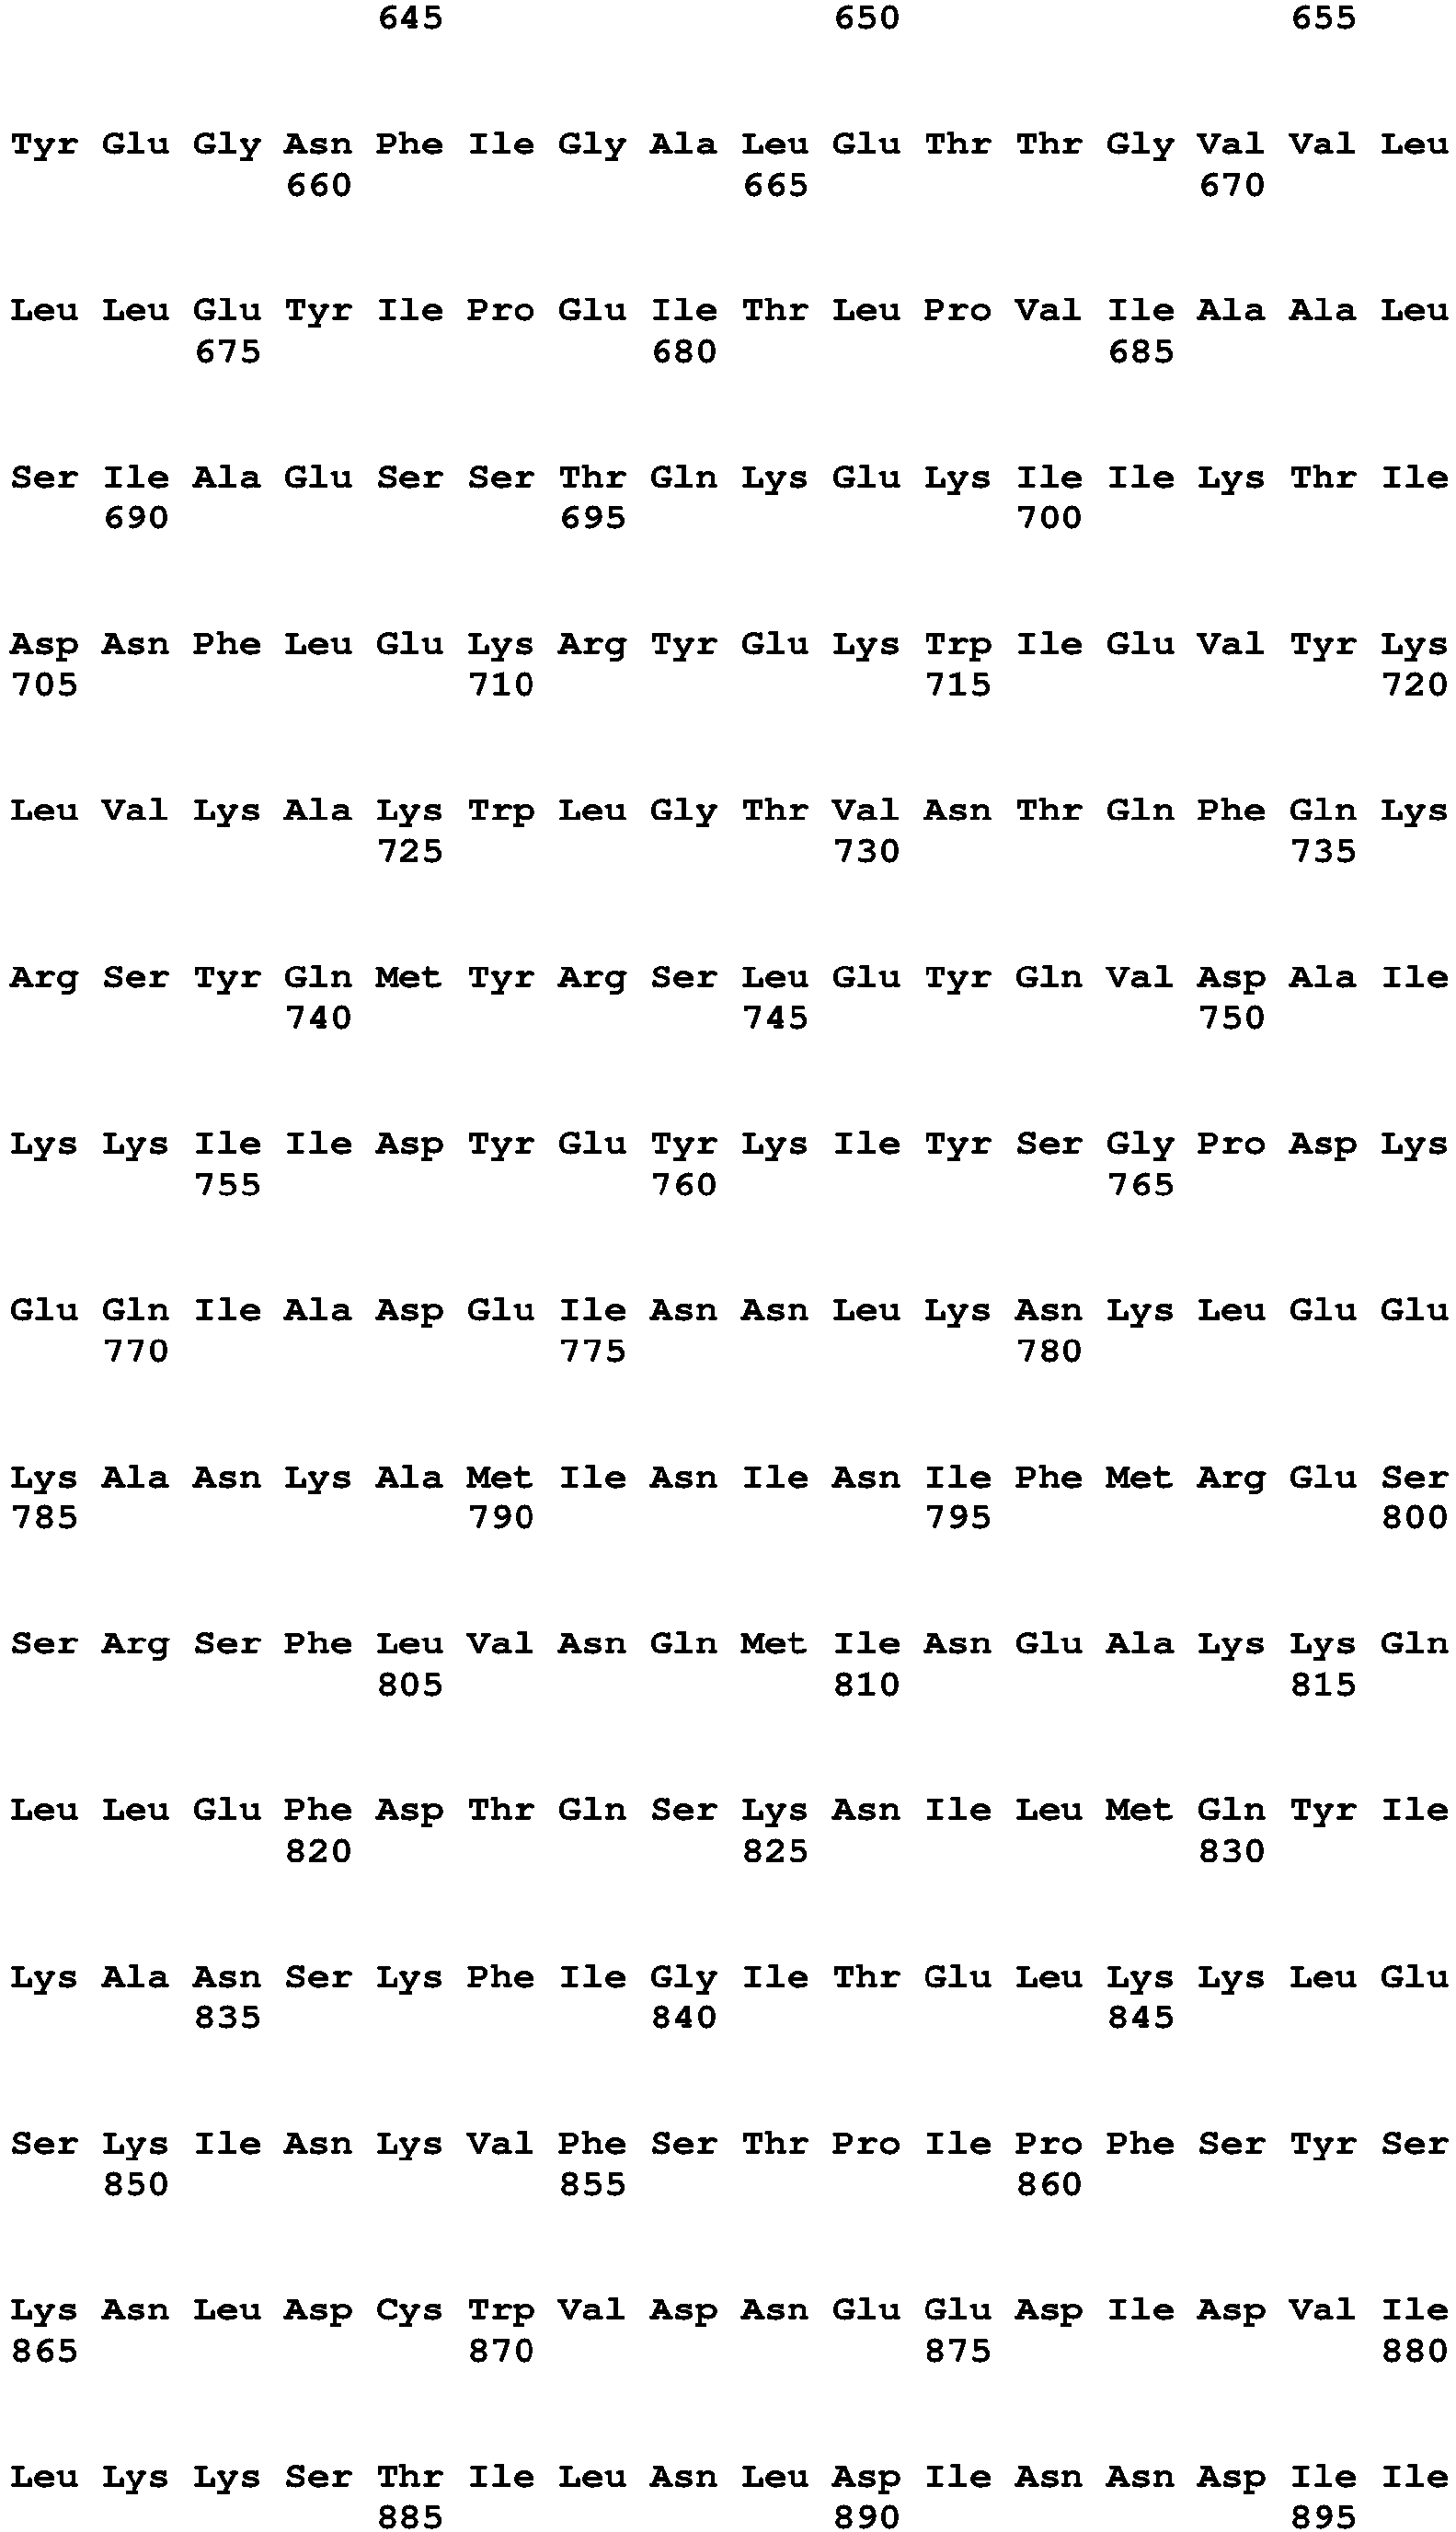 645 650 655
Tyr Glu Gly Asn Phe Ile Gly Ala Leu Glu Thr Thr Gly Val Val Leu
660 665 670
Leu Leu Glu Tyr Ile Pro Glu Ile Thr Leu Pro Val Ile Ala Ala Leu
675 680 685
Ser Ile Ala Glu Ser Ser Thr Gln Lys Glu Lys Ile Ile Lys Thr Ile
690 695 700
Asp Asn Phe Leu Glu Lys Arg Tyr Glu Lys Trp Ile Glu Val Tyr Lys
705 710 715 720
Leu Val Lys Ala Lys Trp Leu Gly Thr Val Asn Thr Gln Phe Gln Lys
725 730 735
Arg Ser Tyr Gln Met Tyr Arg Ser Leu Glu Tyr Gln Val Asp Ala Ile
740 745 750
Lys Lys Ile Ile Asp Tyr Glu Tyr Lys Ile Tyr Ser Gly Pro Asp Lys
755 760 765
Glu Gln Ile Ala Asp Glu Ile Asn Asn Leu Lys Asn Lys Leu Glu Glu
770 775 780
Lys Ala Asn Lys Ala Met Ile Asn Ile Asn Ile Phe Met Arg Glu Ser
785 790 795 800
Ser Arg Ser Phe Leu Val Asn Gln Met Ile Asn Glu Ala Lys Lys Gln
805 810 815
Leu Leu Glu Phe Asp Thr Gln Ser Lys Asn Ile Leu Met Gln Tyr Ile
820 825 830
Lys Ala Asn Ser Lys Phe Ile Gly Ile Thr Glu Leu Lys Lys Leu Glu
835 840 845
Ser Lys Ile Asn Lys Val Phe Ser Thr Pro Ile Pro Phe Ser Tyr Ser
850 855 860
Lys Asn Leu Asp Cys Trp Val Asp Asn Glu Glu Asp Ile Asp Val Ile
865 870 875 880
Leu Lys Lys Ser Thr Ile Leu Asn Leu Asp Ile Asn Asn Asp Ile Ile
885 890 895